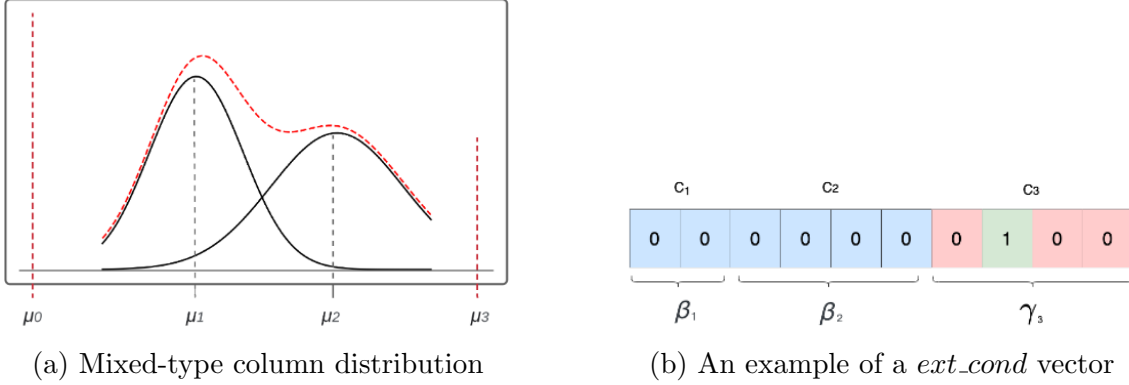 μ0 μ1 μ2 μ3
(a) Mixed-type column distribution
C1 C2 C3
0 0 0 0 0 0 0 1 0 0
β1 β2 γ3
(b) An example of a ext_cond vector